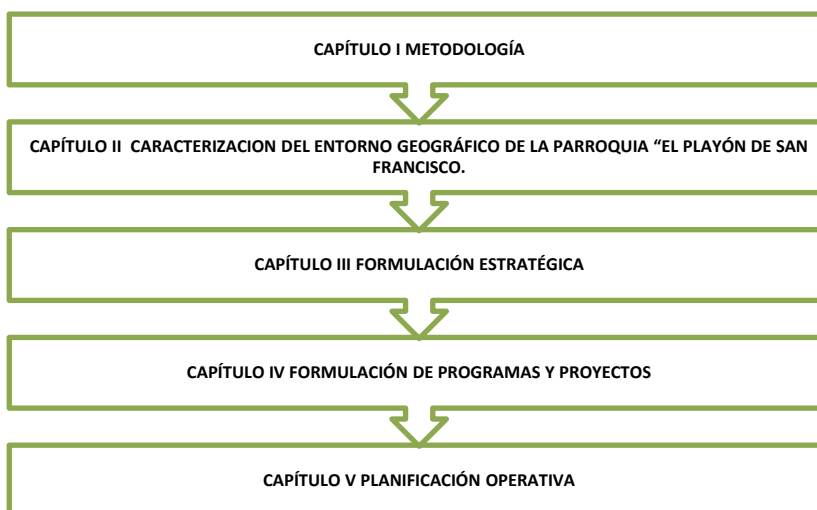 CAPÍTULO I METODOLOGÍA
CAPÍTULO II  CARACTERIZACION DEL ENTORNO GEOGRÁFICO DE LA PARROQUIA “EL PLAYÓN DE SAN
FRANCISCO.
CAPÍTULO III FORMULACIÓN ESTRATÉGICA
CAPÍTULO IV FORMULACIÓN DE PROGRAMAS Y PROYECTOS
CAPÍTULO V PLANIFICACIÓN OPERATIVA